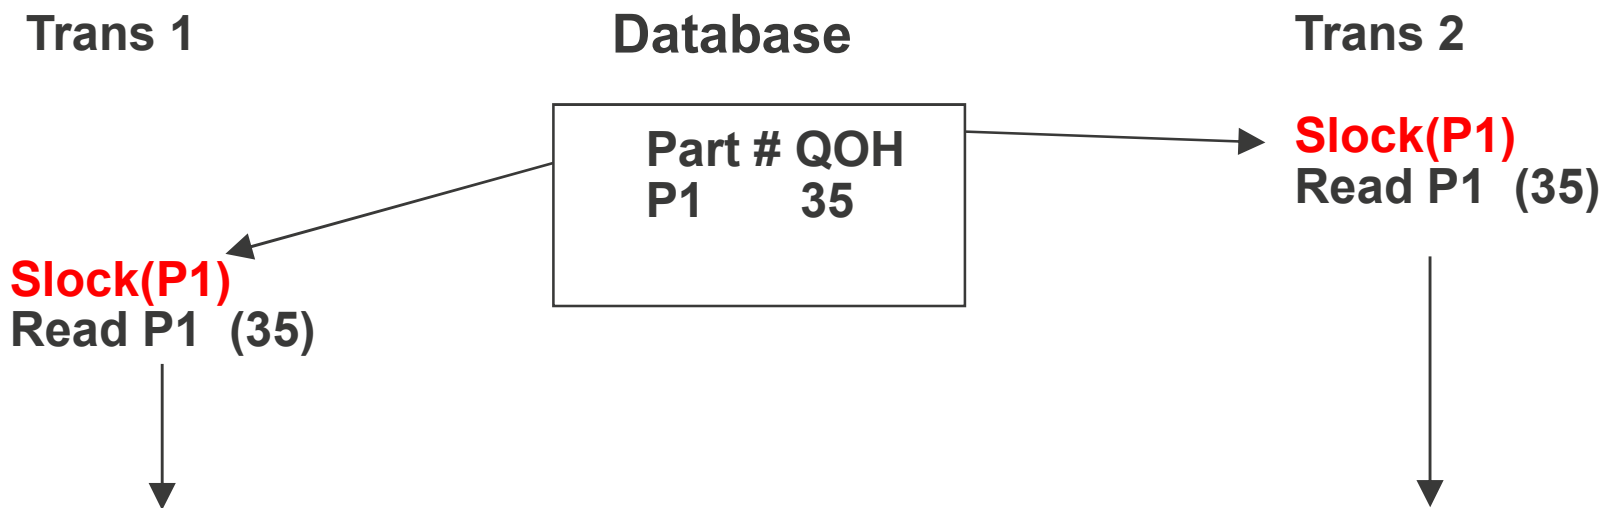 Trans 1
Database
Trans 2
Part # QOH
P1 35
Slock(P1)
Read P1 (35)
Slock(P1)
Read P1 (35)